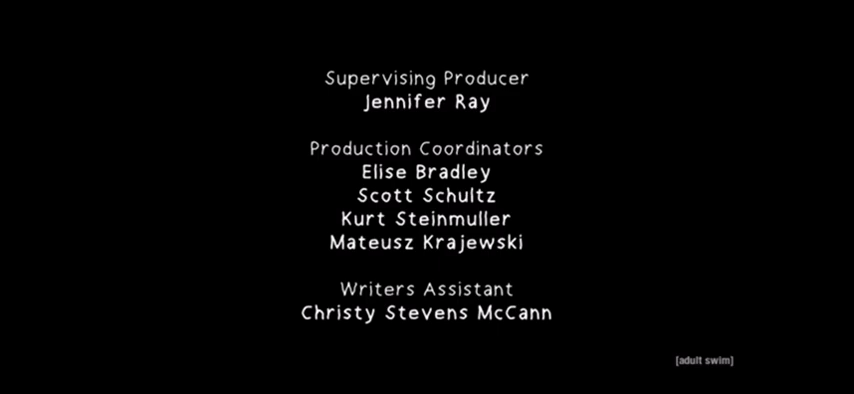 Supervising Producer
Jennifer Ray
Production Coordinators
Elise Bradley
Scott Schultz
Kurt Steinmuller
Mateusz Krajewski
Writers Assistant
Christy Stevens McCann
[adult swim]